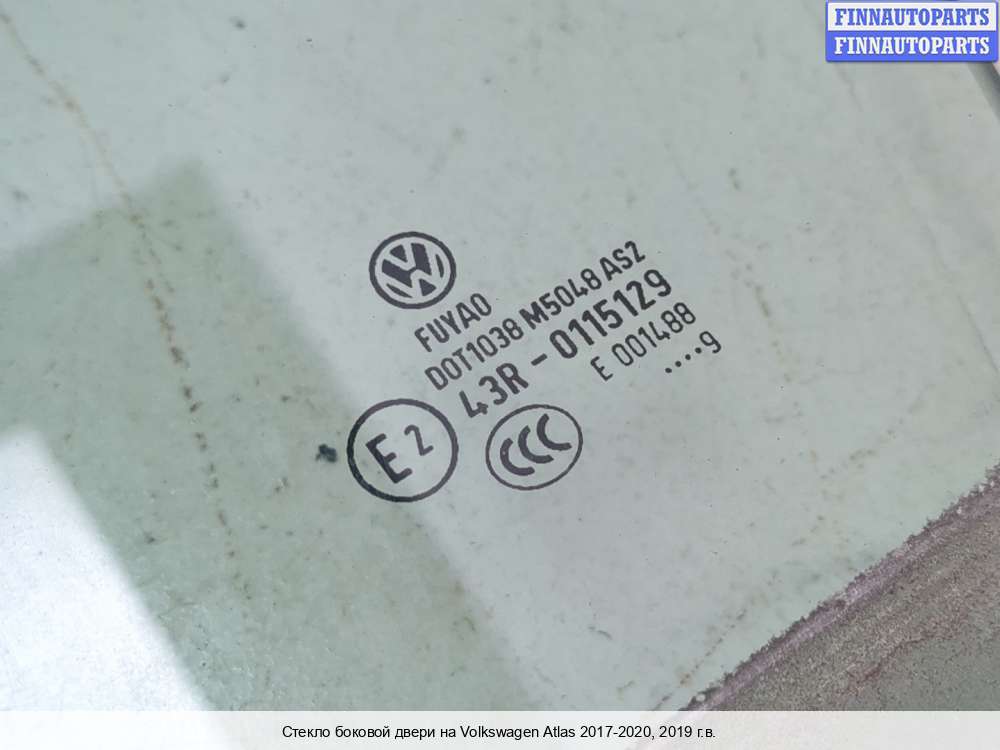 FINNAUTOPARTS
FINNAUTOPARTS
FUYAO
DOT1038 M5048 AS2
43R - 0115129
E 001488
....9
E2
CCC
Стекло боковой двери на Volkswagen Atlas 2017-2020, 2019 г.в.